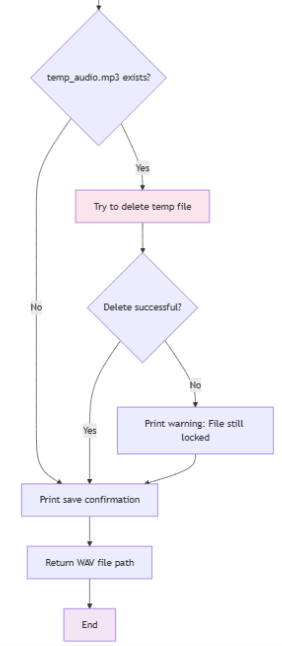 temp_audio.mp3 exists?
Yes
Try to delete temp file
Delete successful?
No
No
Yes
Print warning: File still
locked
Print save confirmation
Return WAV file path
End